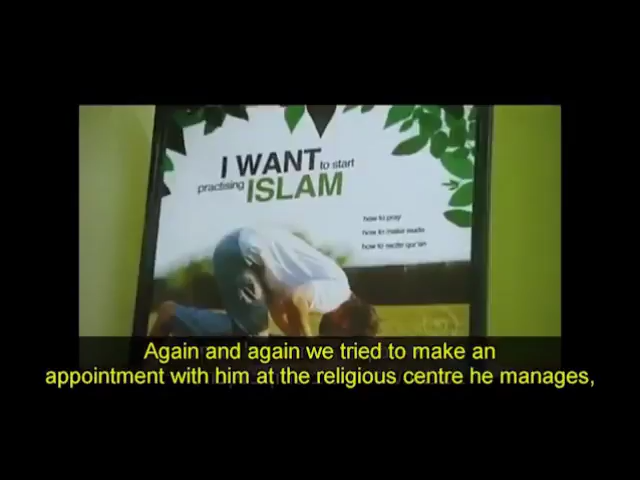 I WANT to start
practising ISLAM
how to pray
how to make wudu
how to recite qur'an
Again and again we tried to make an
appointment with him at the religious centre he manages,